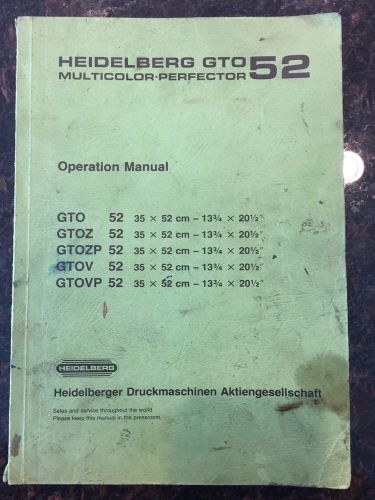 HEIDELBERG GTO 52
MULTICOLOR·PERFECTOR
Operation Manual
GTO 52 35 × 52 cm – 13¾ × 20½"
GTOZ 52 35 × 52 cm – 13¾ × 20½"
GTOZP 52 35 × 52 cm – 13¾ × 20½"
GTOV 52 35 × 52 cm – 13¾ × 20½"
GTOVP 52 35 × 52 cm – 13¾ × 20½"
HEIDELBERG
Heidelberger Druckmaschinen Aktiengesellschaft
Sales and service throughout the world
Please keep this manual in the pressroom.